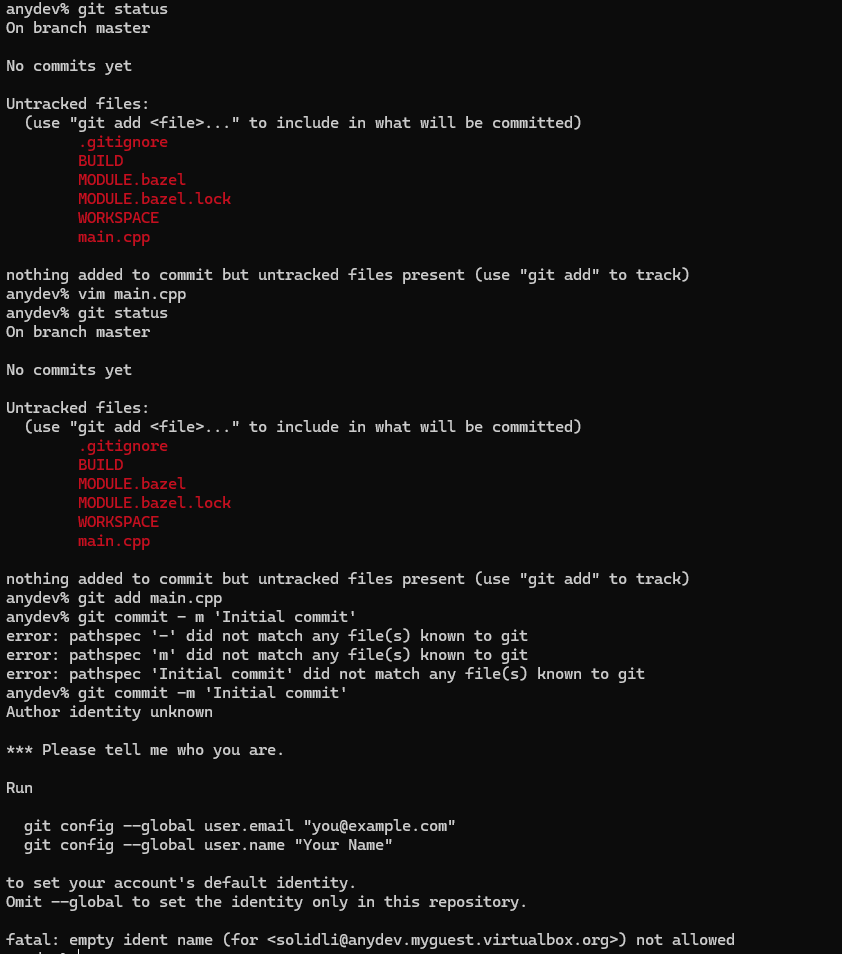 anydev% git status
On branch master
No commits yet
Untracked files:
(use "git add <file>..." to include in what will be committed)
.gitignore
BUILD
MODULE.bazel
MODULE.bazel.lock
WORKSPACE
main.cpp
nothing added to commit but untracked files present (use "git add" to track)
anydev% vim main.cpp
anydev% git status
On branch master
No commits yet
Untracked files:
(use "git add <file>..." to include in what will be committed)
.gitignore
BUILD
MODULE.bazel
MODULE.bazel.lock
WORKSPACE
main.cpp
nothing added to commit but untracked files present (use "git add" to track)
anydev% git add main.cpp
anydev% git commit - m 'Initial commit'
error: pathspec '-' did not match any file(s) known to git
error: pathspec 'm' did not match any file(s) known to git
error: pathspec 'Initial commit' did not match any file(s) known to git
anydev% git commit -m 'Initial commit'
Author identity unknown
*** Please tell me who you are.
Run
git config --global user.email "you@example.com"
git config --global user.name "Your Name"
to set your account's default identity.
Omit --global to set the identity only in this repository.
fatal: empty ident name (for <solidli@anydev.myguest.virtualbox.org>) not allowed